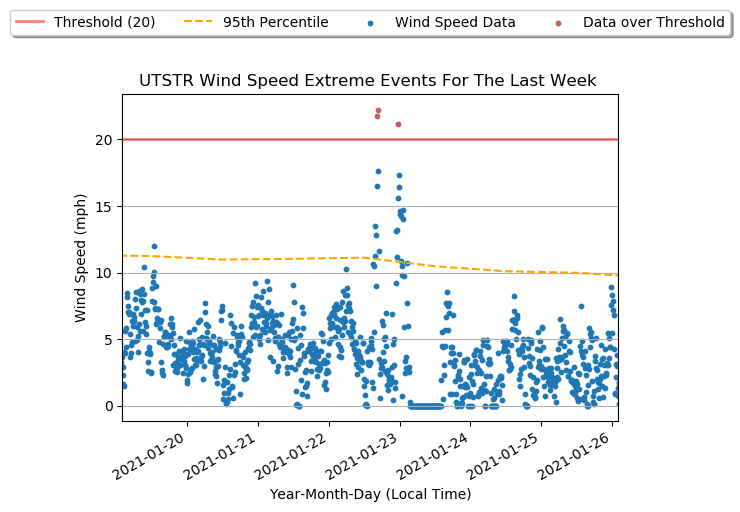 Threshold (20) 95th Percentile Wind Speed Data Data over Threshold
UTSTR Wind Speed Extreme Events For The Last Week
Wind Speed (mph)
20
15
10
5
0
2021-01-20 2021-01-21 2021-01-22 2021-01-23 2021-01-24 2021-01-25 2021-01-26
Year-Month-Day (Local Time)